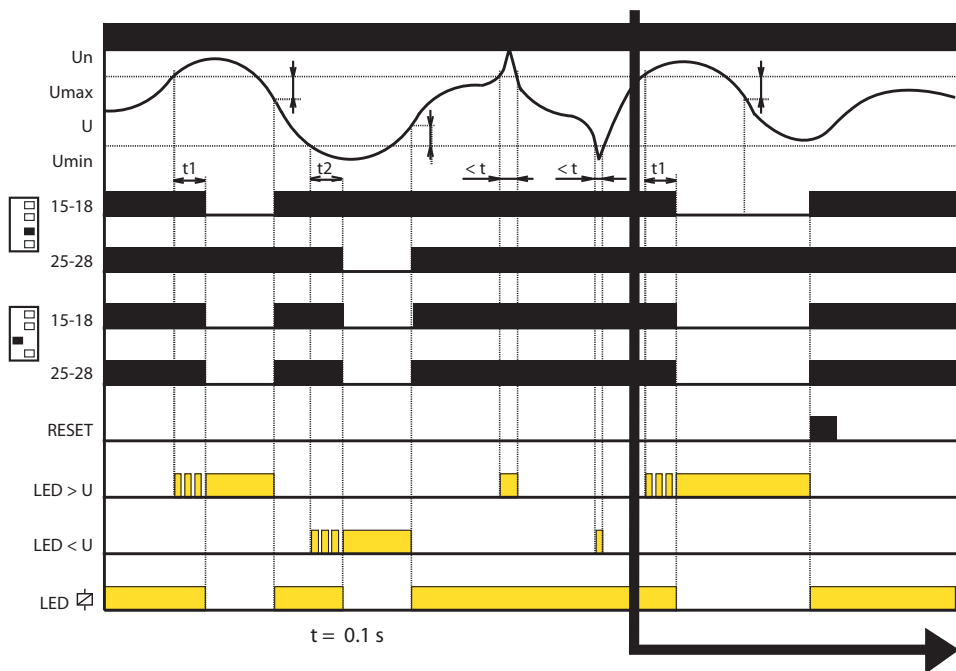 Un
Umax
U
Umin
t1
t2
< t
< t
t1
15-18
25-28
15-18
25-28
RESET
LED > U
LED < U
LED
t = 0.1 s